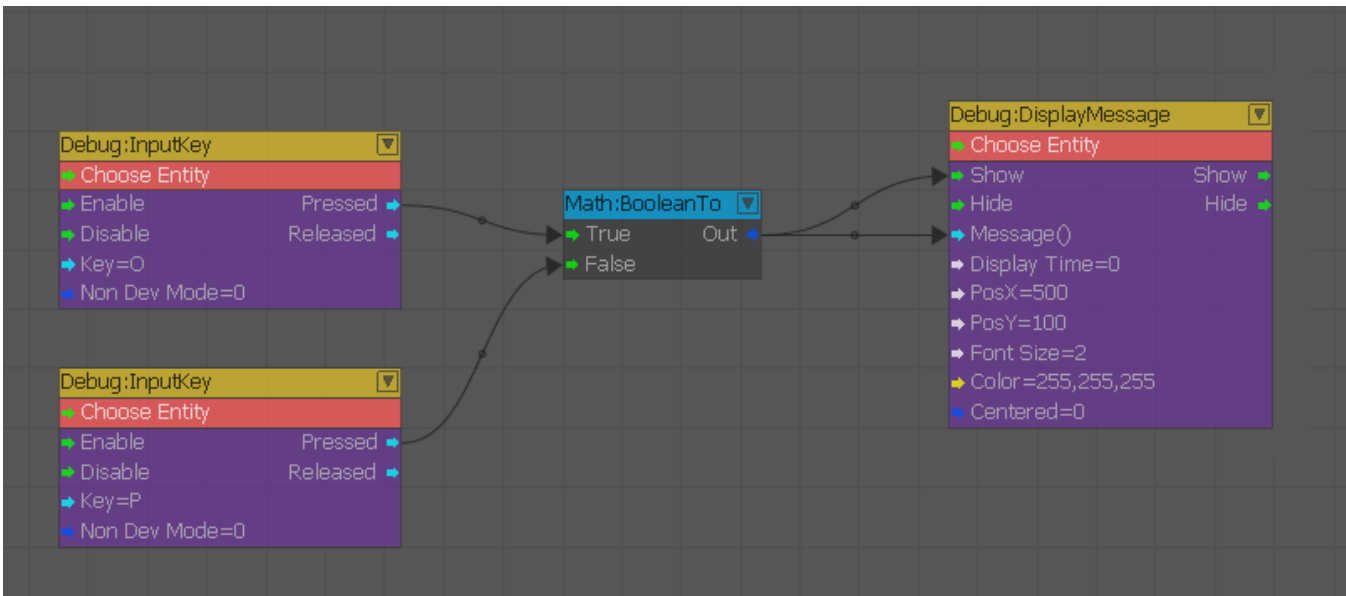 Debug:InputKey
Choose Entity
Enable Pressed
Disable Released
Key=O
Non Dev Mode=0
Debug:InputKey
Choose Entity
Enable Pressed
Disable Released
Key=P
Non Dev Mode=0
Math:BooleanTo
True Out
False
Debug:DisplayMessage
Choose Entity
Show Show
Hide Hide
Message()
Display Time=0
PosX=500
PosY=100
Font Size=2
Color=255,255,255
Centered=0